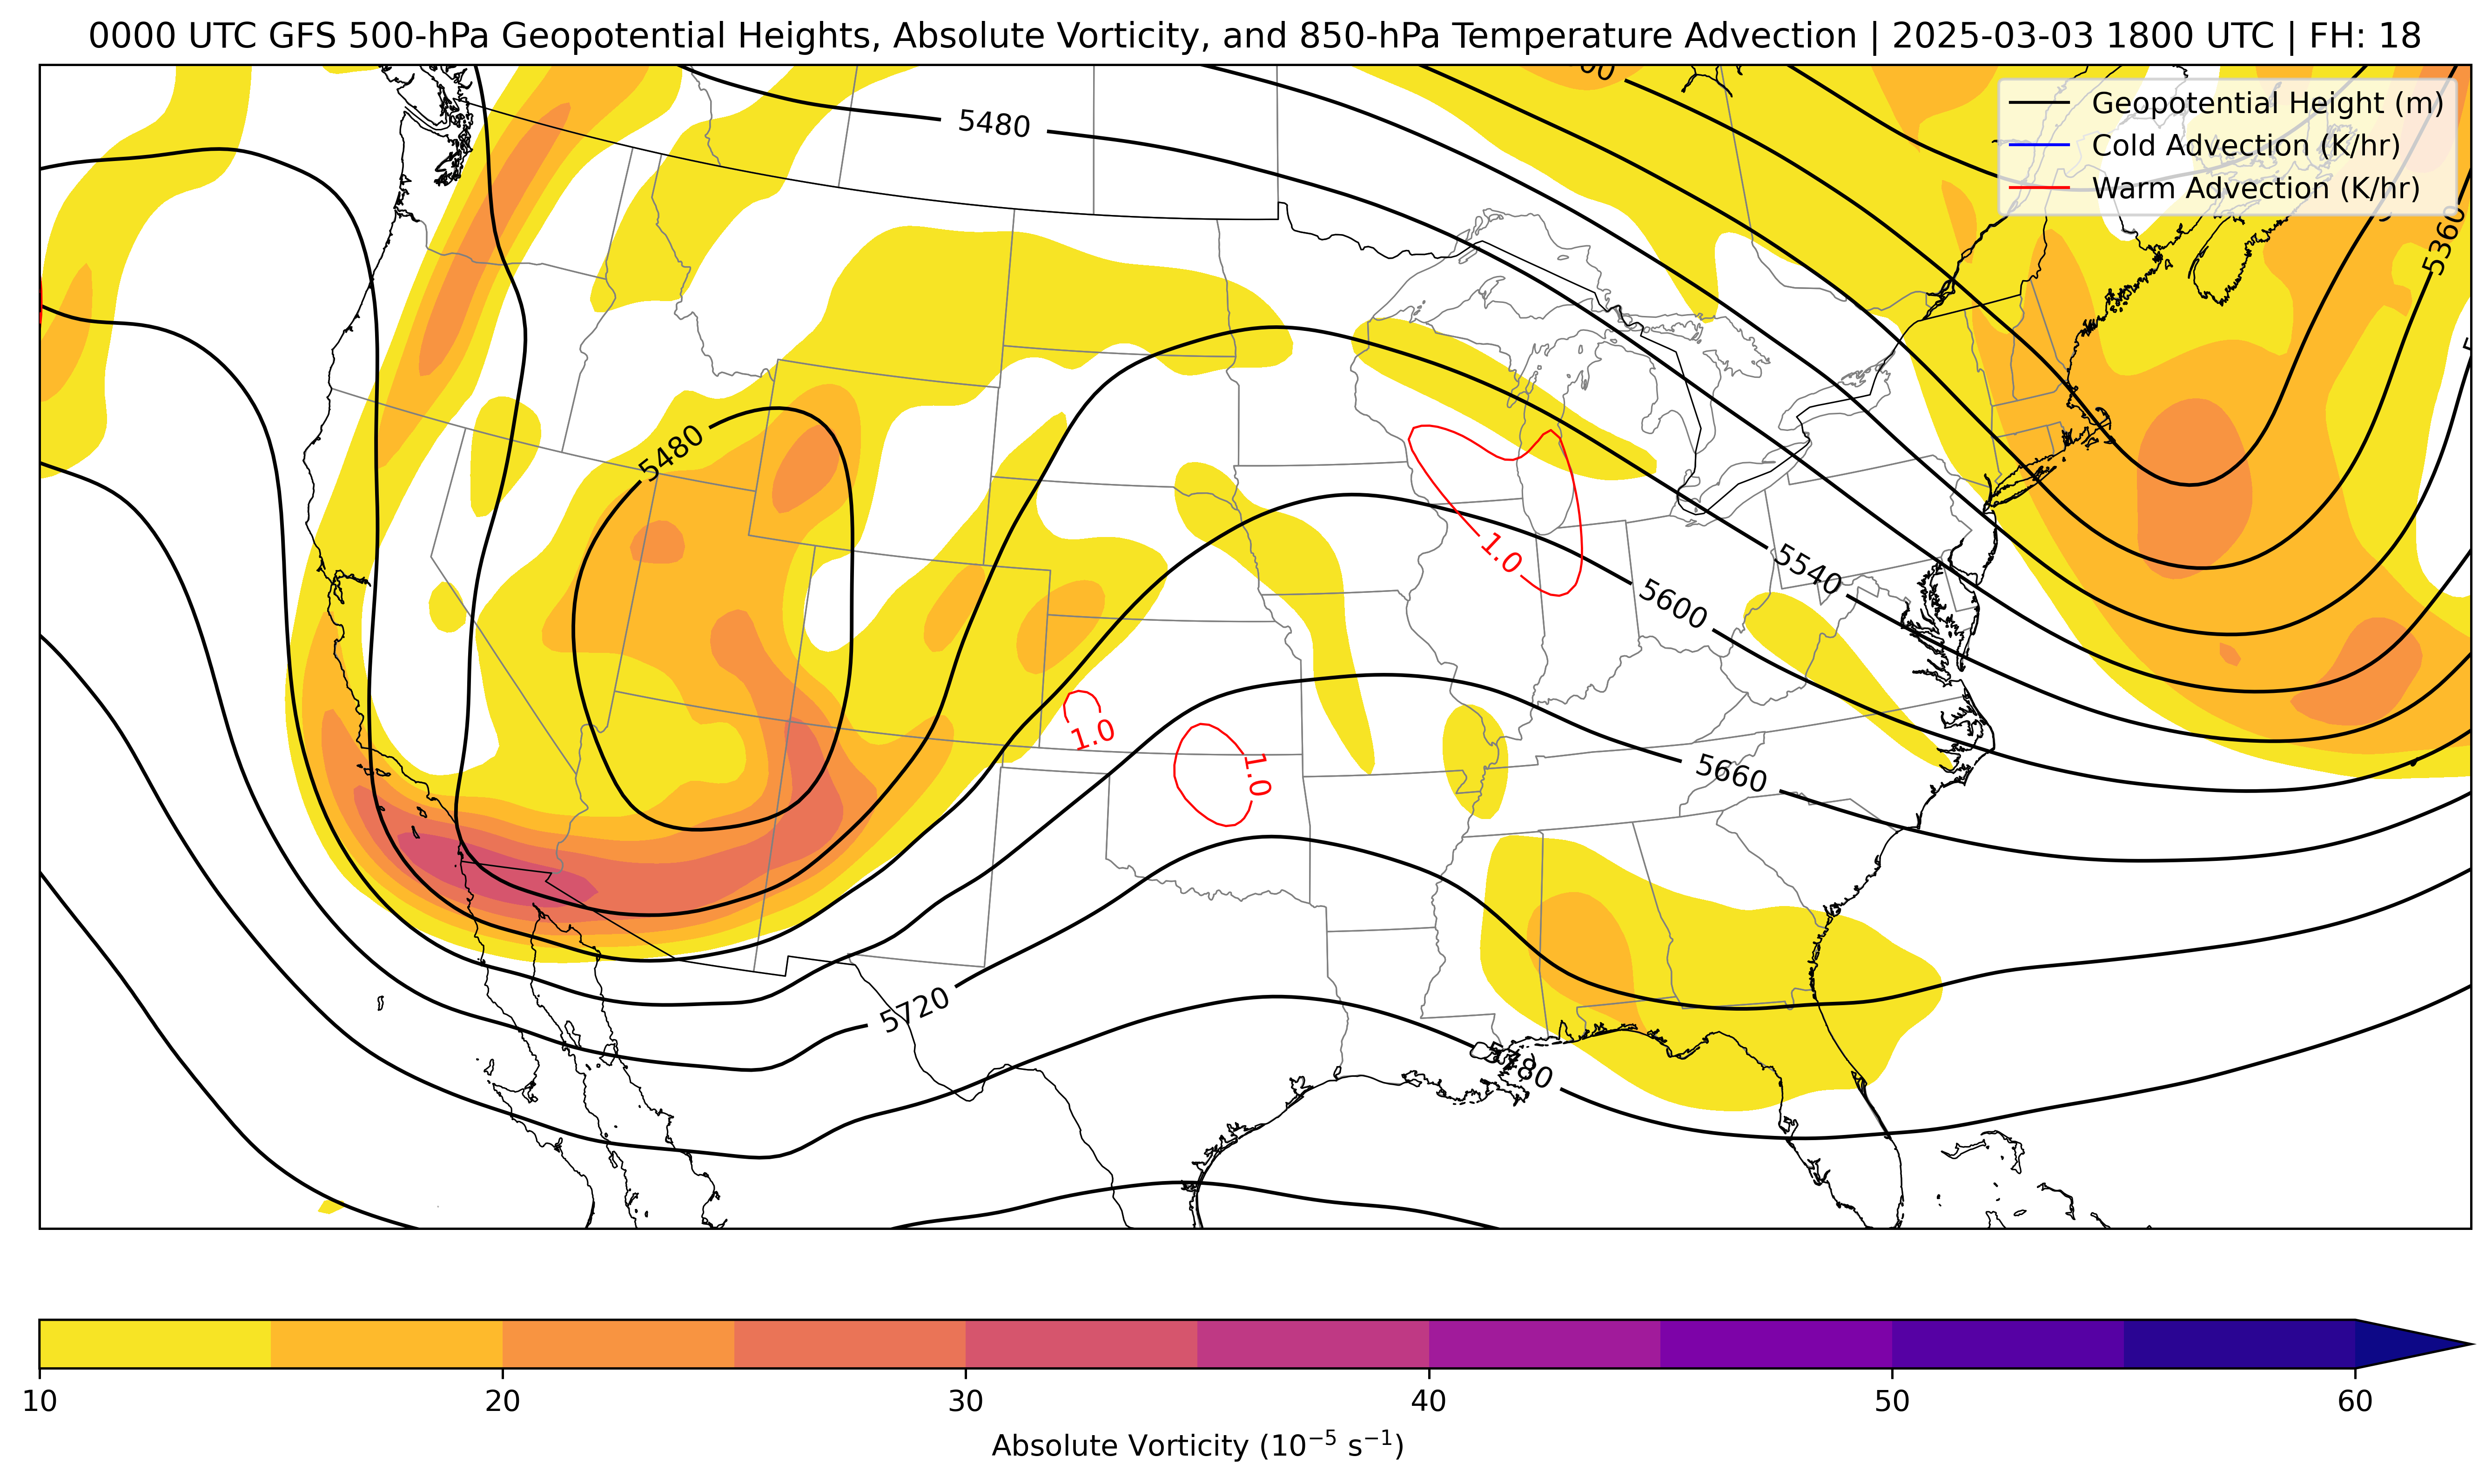 0000 UTC GFS 500-hPa Geopotential Heights, Absolute Vorticity, and 850-hPa Temperature Advection | 2025-03-03 1800 UTC | FH: 18
Geopotential Height (m)
Cold Advection (K/hr)
Warm Advection (K/hr)
5480
5360
5480
1.0
5540
5600
1.0
1.0
5660
5720
10 20 30 40 50 60
Absolute Vorticity (10⁻⁵ s⁻¹)